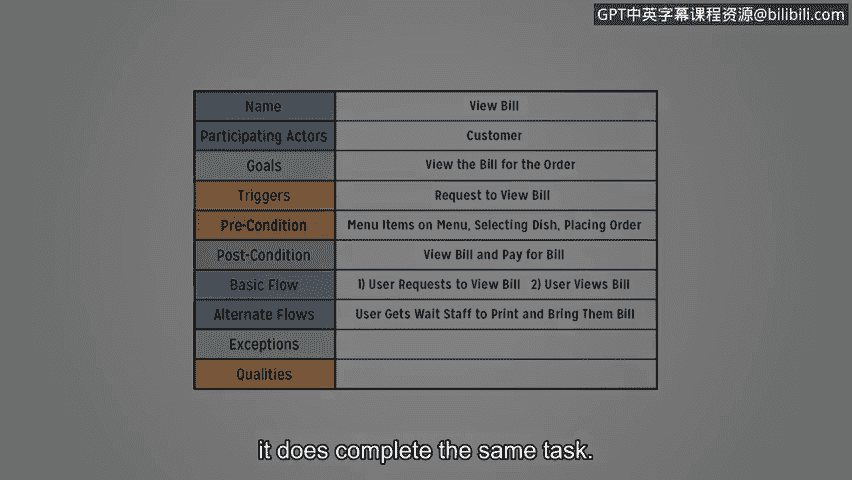 GPT中英字幕课程资源@bilibili.com
Name View Bill
Participating Actors Customer
Goals View the Bill for the Order
Triggers Request to View Bill
Pre-Condition Menu Items on Menu, Selecting Dish, Placing Order
Post-Condition View Bill and Pay for Bill
Basic Flow 1) User Requests to View Bill 2) User Views Bill
Alternate Flows User Gets Wait Staff to Print and Bring Them Bill
Exceptions
Qualities
it does complete the same task.